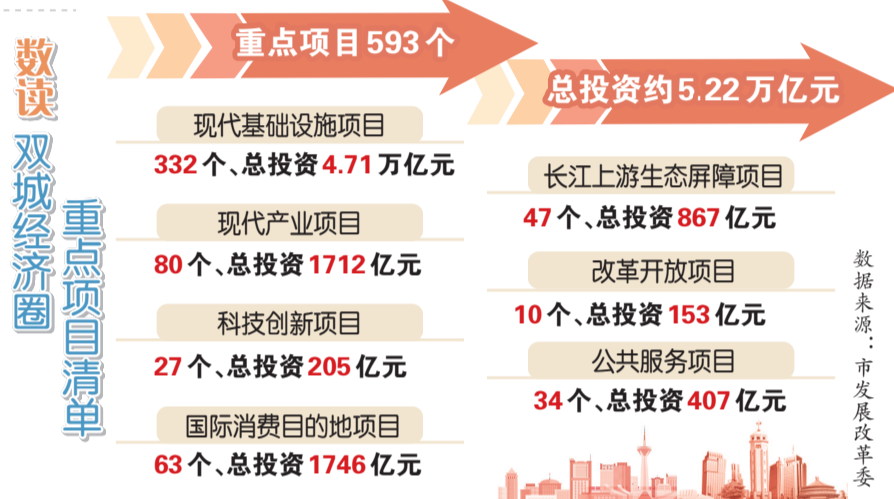 数读
双城经济圈
重点项目清单
重点项目593个
总投资约5.22万亿元
现代基础设施项目
332个、总投资4.71万亿元
现代产业项目
80个、总投资1712亿元
科技创新项目
27个、总投资205亿元
国际消费目的地项目
63个、总投资1746亿元
长江上游生态屏障项目
47个、总投资867亿元
改革开放项目
10个、总投资153亿元
公共服务项目
34个、总投资407亿元
数据来源：市发展改革委